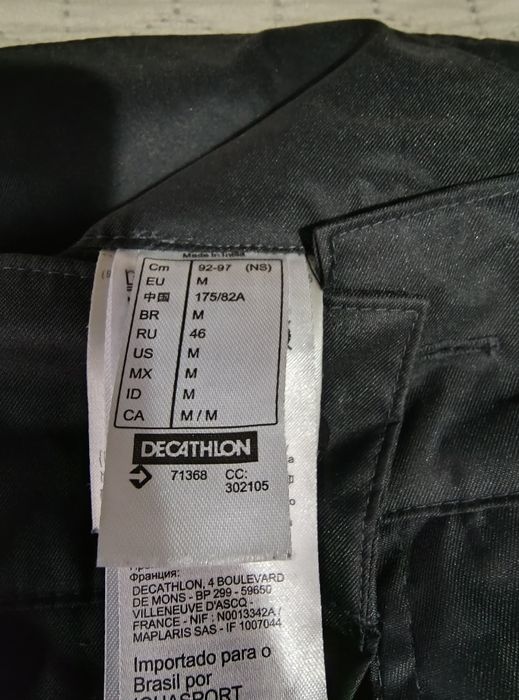 Made in India
Cm 92-97 (NS)
EU M
中国 175/82A
BR M
RU 46
US M
MX M
ID M
CA M / M
DECATHLON
71368 CC:
302105
Франция:
DECATHLON, 4 BOULEVARD
DE MONS - BP 299 - 59650
VILLENEUVE D'ASCQ -
FRANCE - NIF : N0013342A /
MAPLARIS SAS - IF 1007044
Importado para o
Brasil por
IGUASPORT